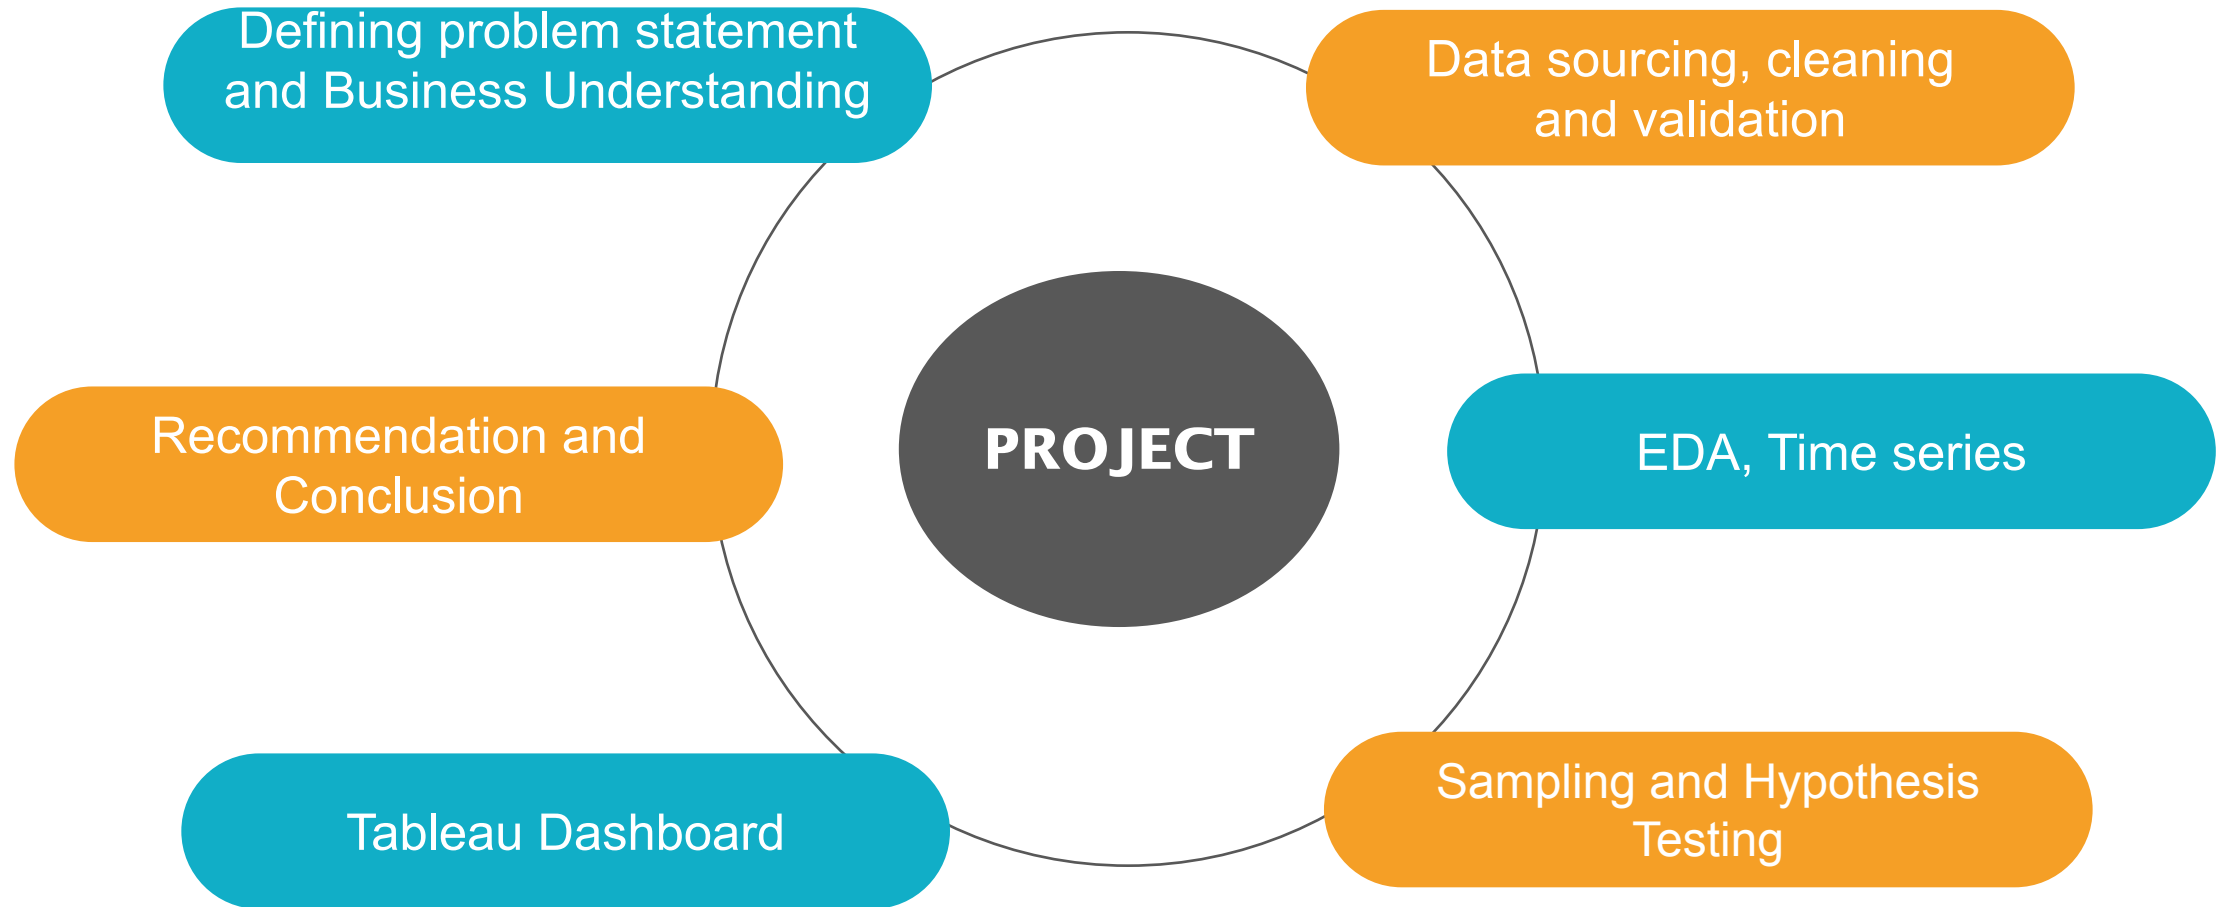 Defining problem statement
and Business Understanding
Data sourcing, cleaning
and validation
Recommendation and
Conclusion
PROJECT
EDA, Time series
Tableau Dashboard
Sampling and Hypothesis
Testing